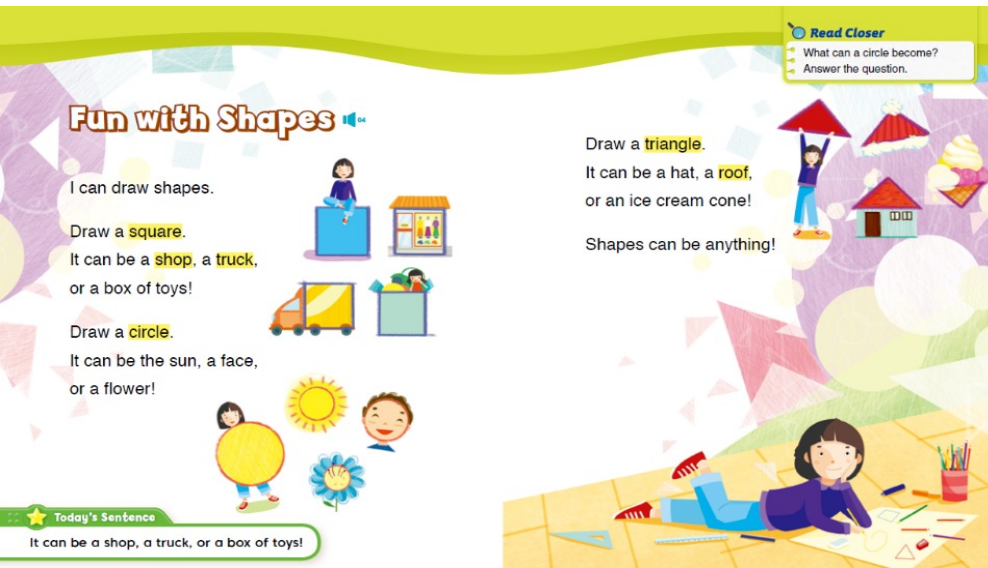 Read Closer
What can a circle become?
Answer the question.
Fun with Shapes
04
I can draw shapes.
Draw a square.
It can be a shop, a truck,
or a box of toys!
Draw a circle.
It can be the sun, a face,
or a flower!
Today's Sentence
It can be a shop, a truck, or a box of toys!
Draw a triangle.
It can be a hat, a roof,
or an ice cream cone!
Shapes can be anything!